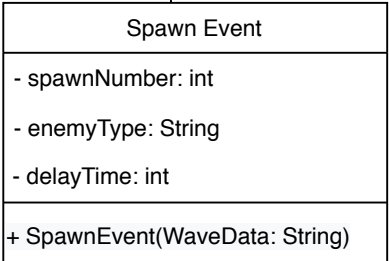 Spawn Event
- spawnNumber: int
- enemyType: String
- delayTime: int
+ SpawnEvent(WaveData: String)